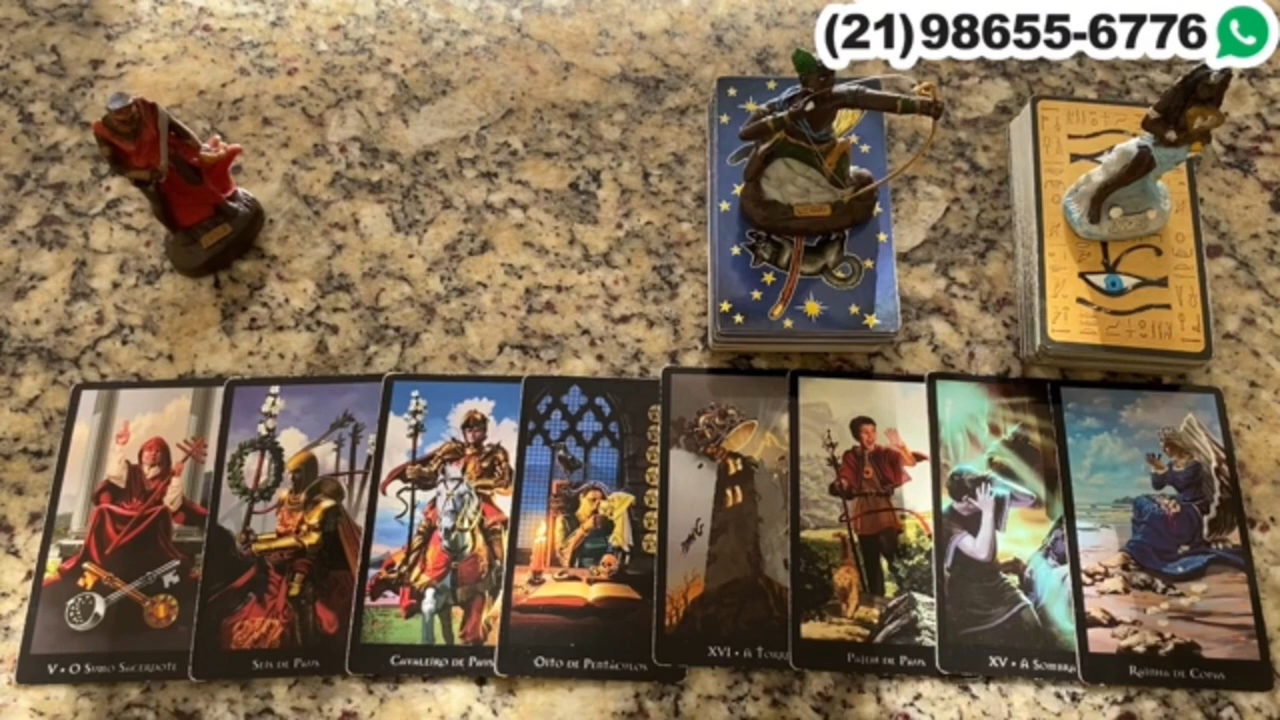 (21)98655-6776
V • O Sumo Sacerdote
Seis de Paus
Cavaleiro de Paus
Oito de Pentáculos
XVI • A Torre
Pajem de Paus
XV • A Sombra
Rainha de Copas